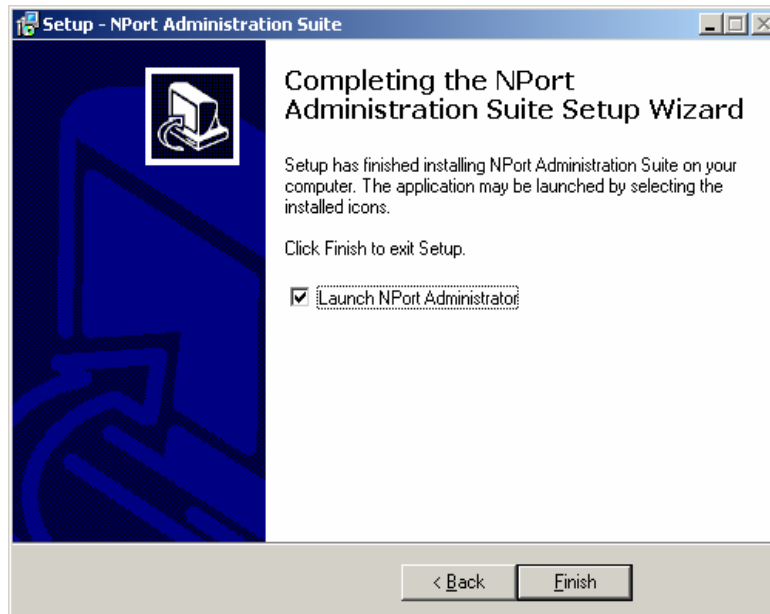 Setup - NPort Administration Suite
Completing the NPort
Administration Suite Setup Wizard
Setup has finished installing NPort Administration Suite on your
computer. The application may be launched by selecting the
installed icons.
Click Finish to exit Setup.
Launch NPort Administrator
< Back
Finish